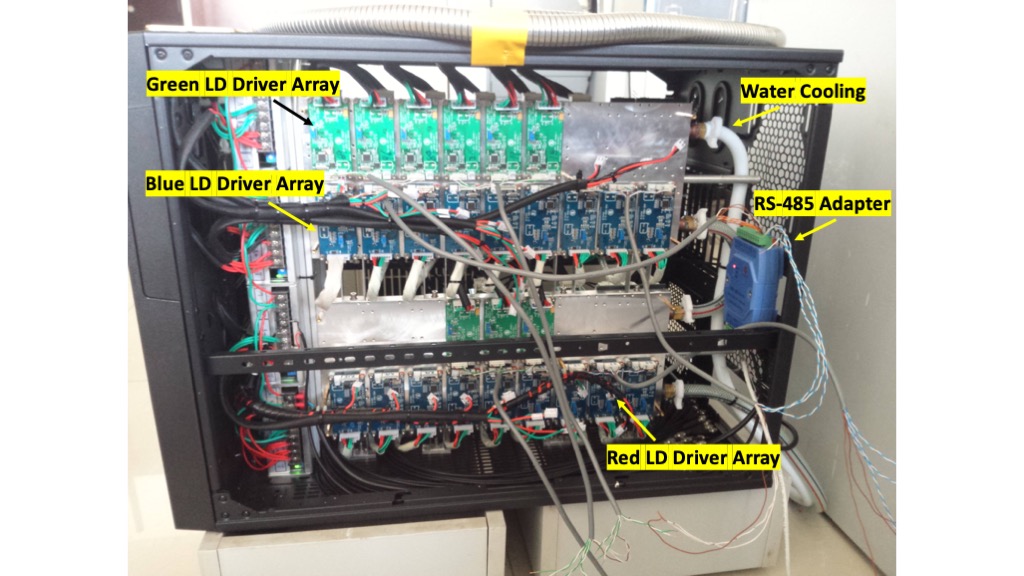 Green LD Driver Array
Water Cooling
Blue LD Driver Array
RS-485 Adapter
Red LD Driver Array